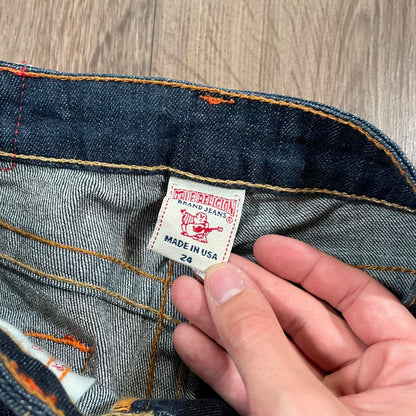 TRUE RELIGION
BRAND JEANS
MADE IN USA
24